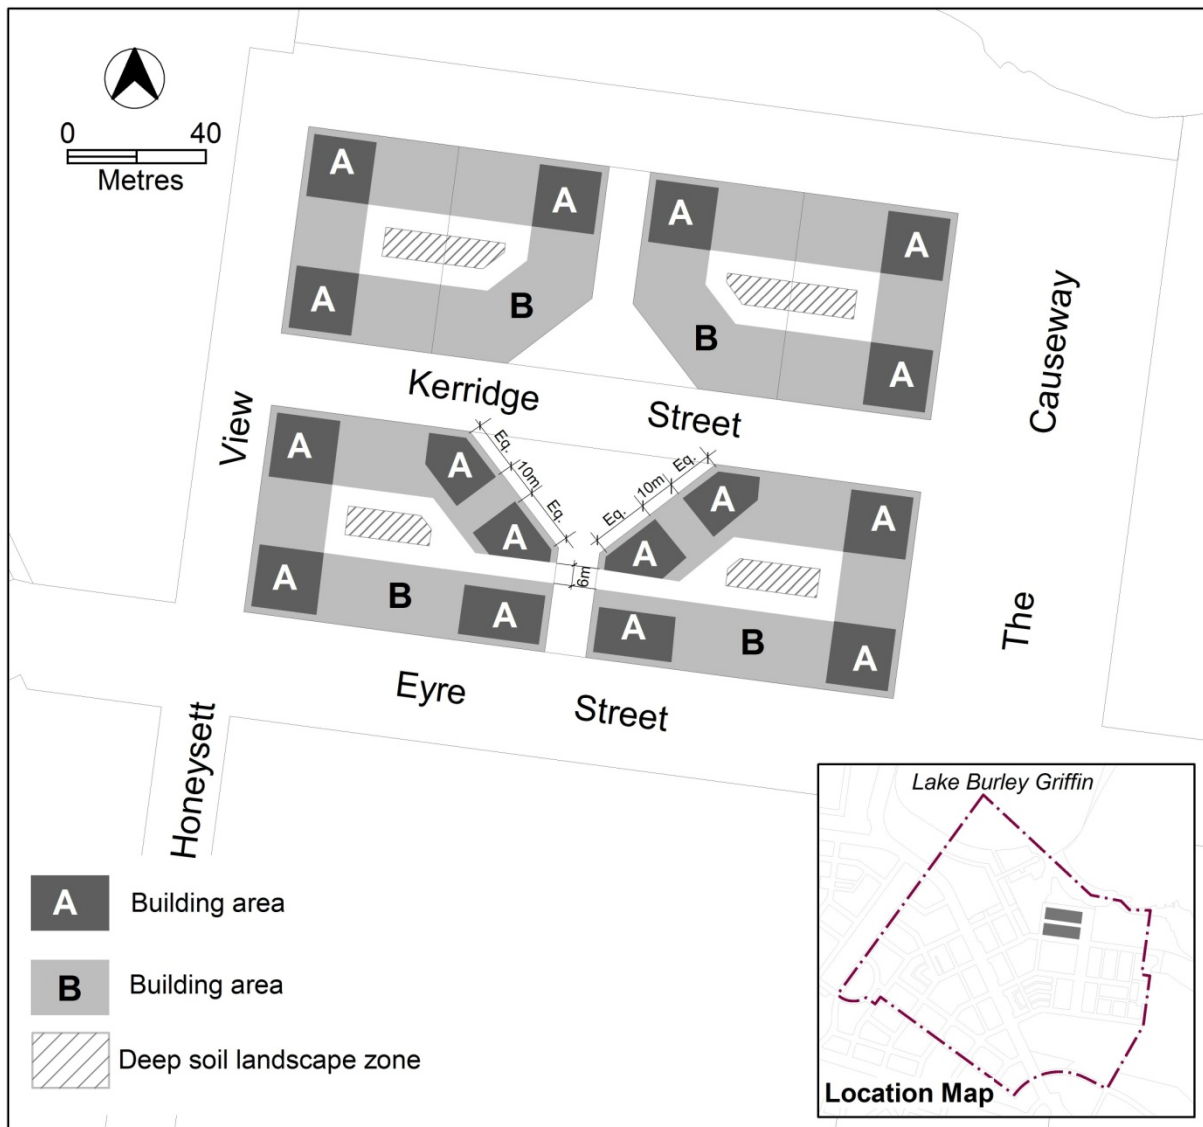 0 40
Metres
A
A
A
A
A
A
B
B
Kerridge Street
View
Causeway
Eq.
10m
Eq.
Eq.
10m
Eq.
A
A
A
A
A
A
6m
A
B
A
A
B
A
The
Eyre Street
Honeysett
A Building area
B Building area
Deep soil landscape zone
Lake Burley Griffin
Location Map